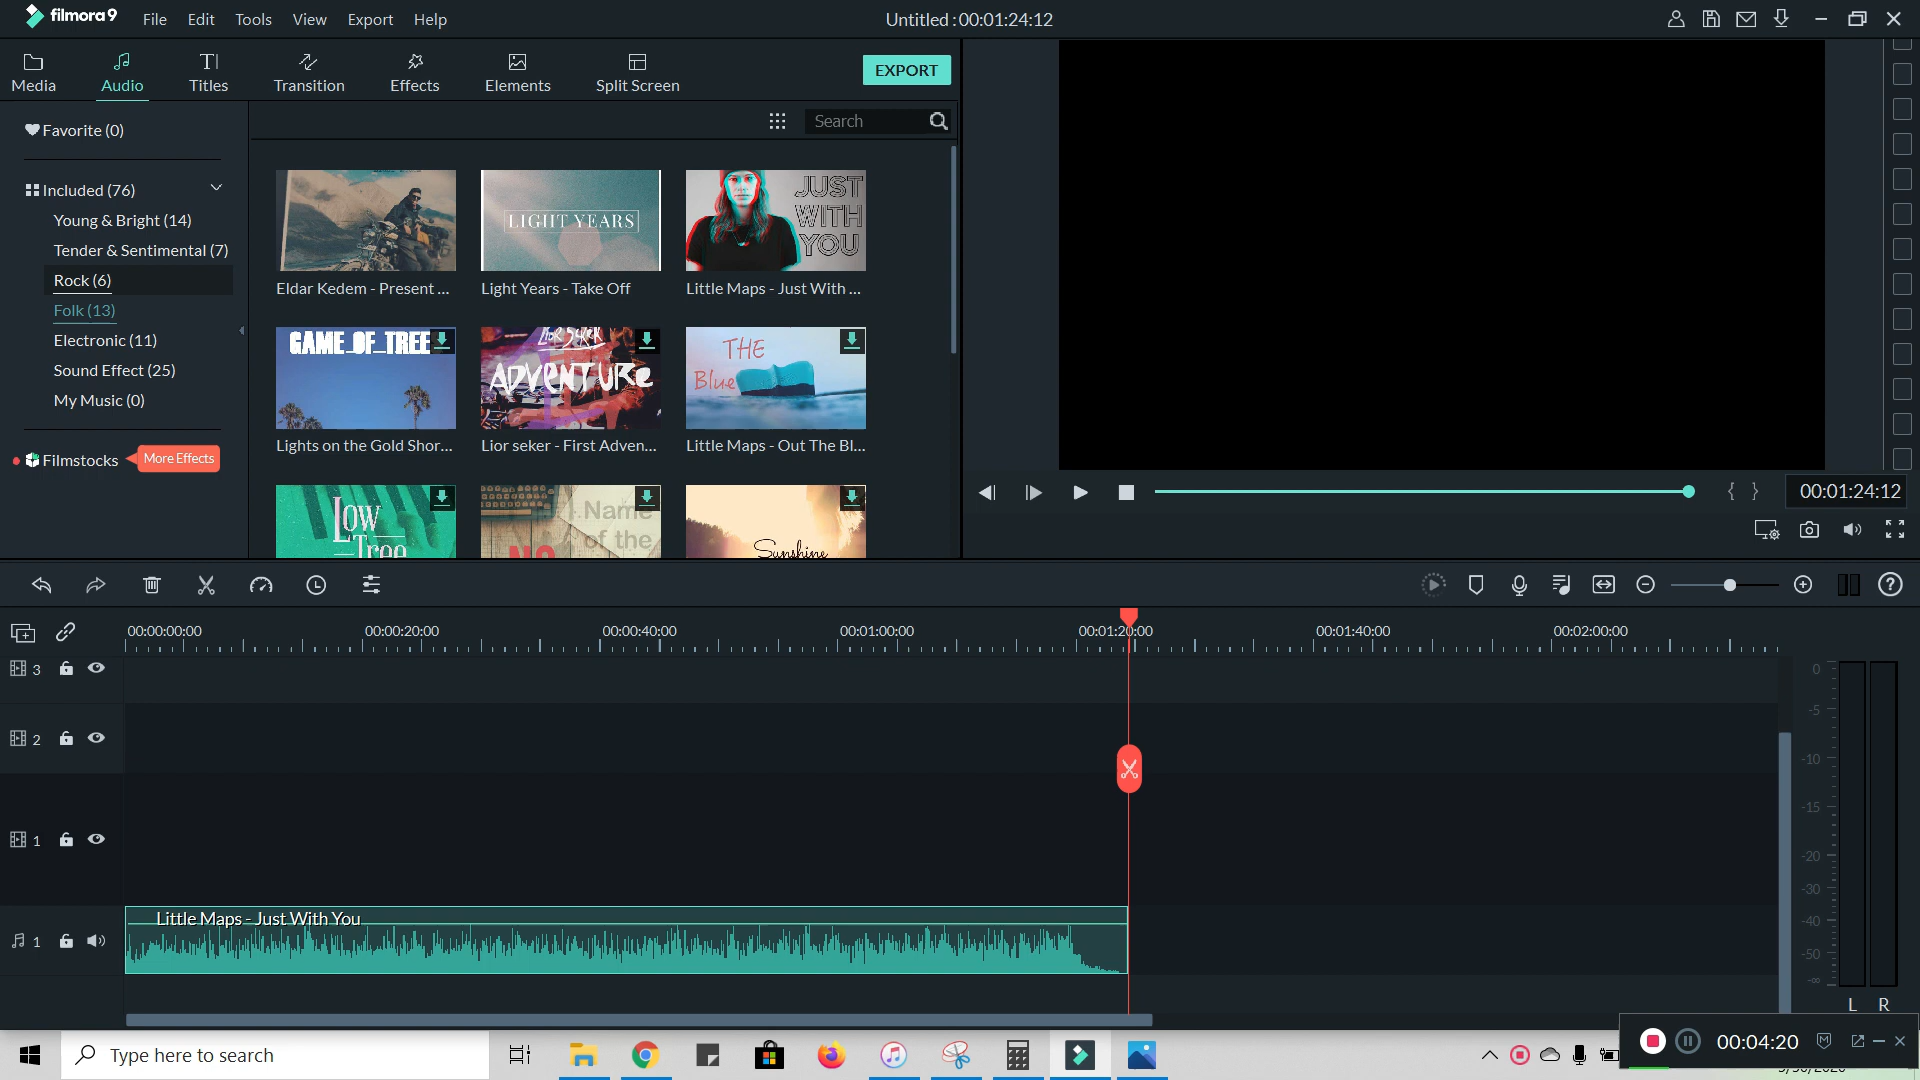 filmora9 File Edit Tools View Export Help Untitled : 00:01:24:12
Media Audio Titles Transition Effects Elements Split Screen EXPORT
Favorite (0)
Search
Included (76)
Young & Bright (14)
Tender & Sentimental (7)
Rock (6)
Folk (13)
Electronic (11)
Sound Effect (25)
My Music (0)
Filmstocks More Effects
LIGHT YEARS
JUST
WITH
YOU
Eldar Kedem - Present ... Light Years - Take Off Little Maps - Just With ...
GAME_OF_TREE
LIOR SEKER
ADVENTURE
THE
Blue
Lights on the Gold Shor... Lior seker - First Adven... Little Maps - Out The Bl...
LOW
Tree
Name
of the
NO
Sunshine
{ } 00:01:24:12
00:00:00:00 00:00:20:00 00:00:40:00 00:01:00:00 00:01:20:00 00:01:40:00 00:02:00:00
3
2
1
Little Maps - Just With You
1
0
-5
-10
-15
-20
-30
-40
-50
-∞
L R
Type here to search
00:04:20